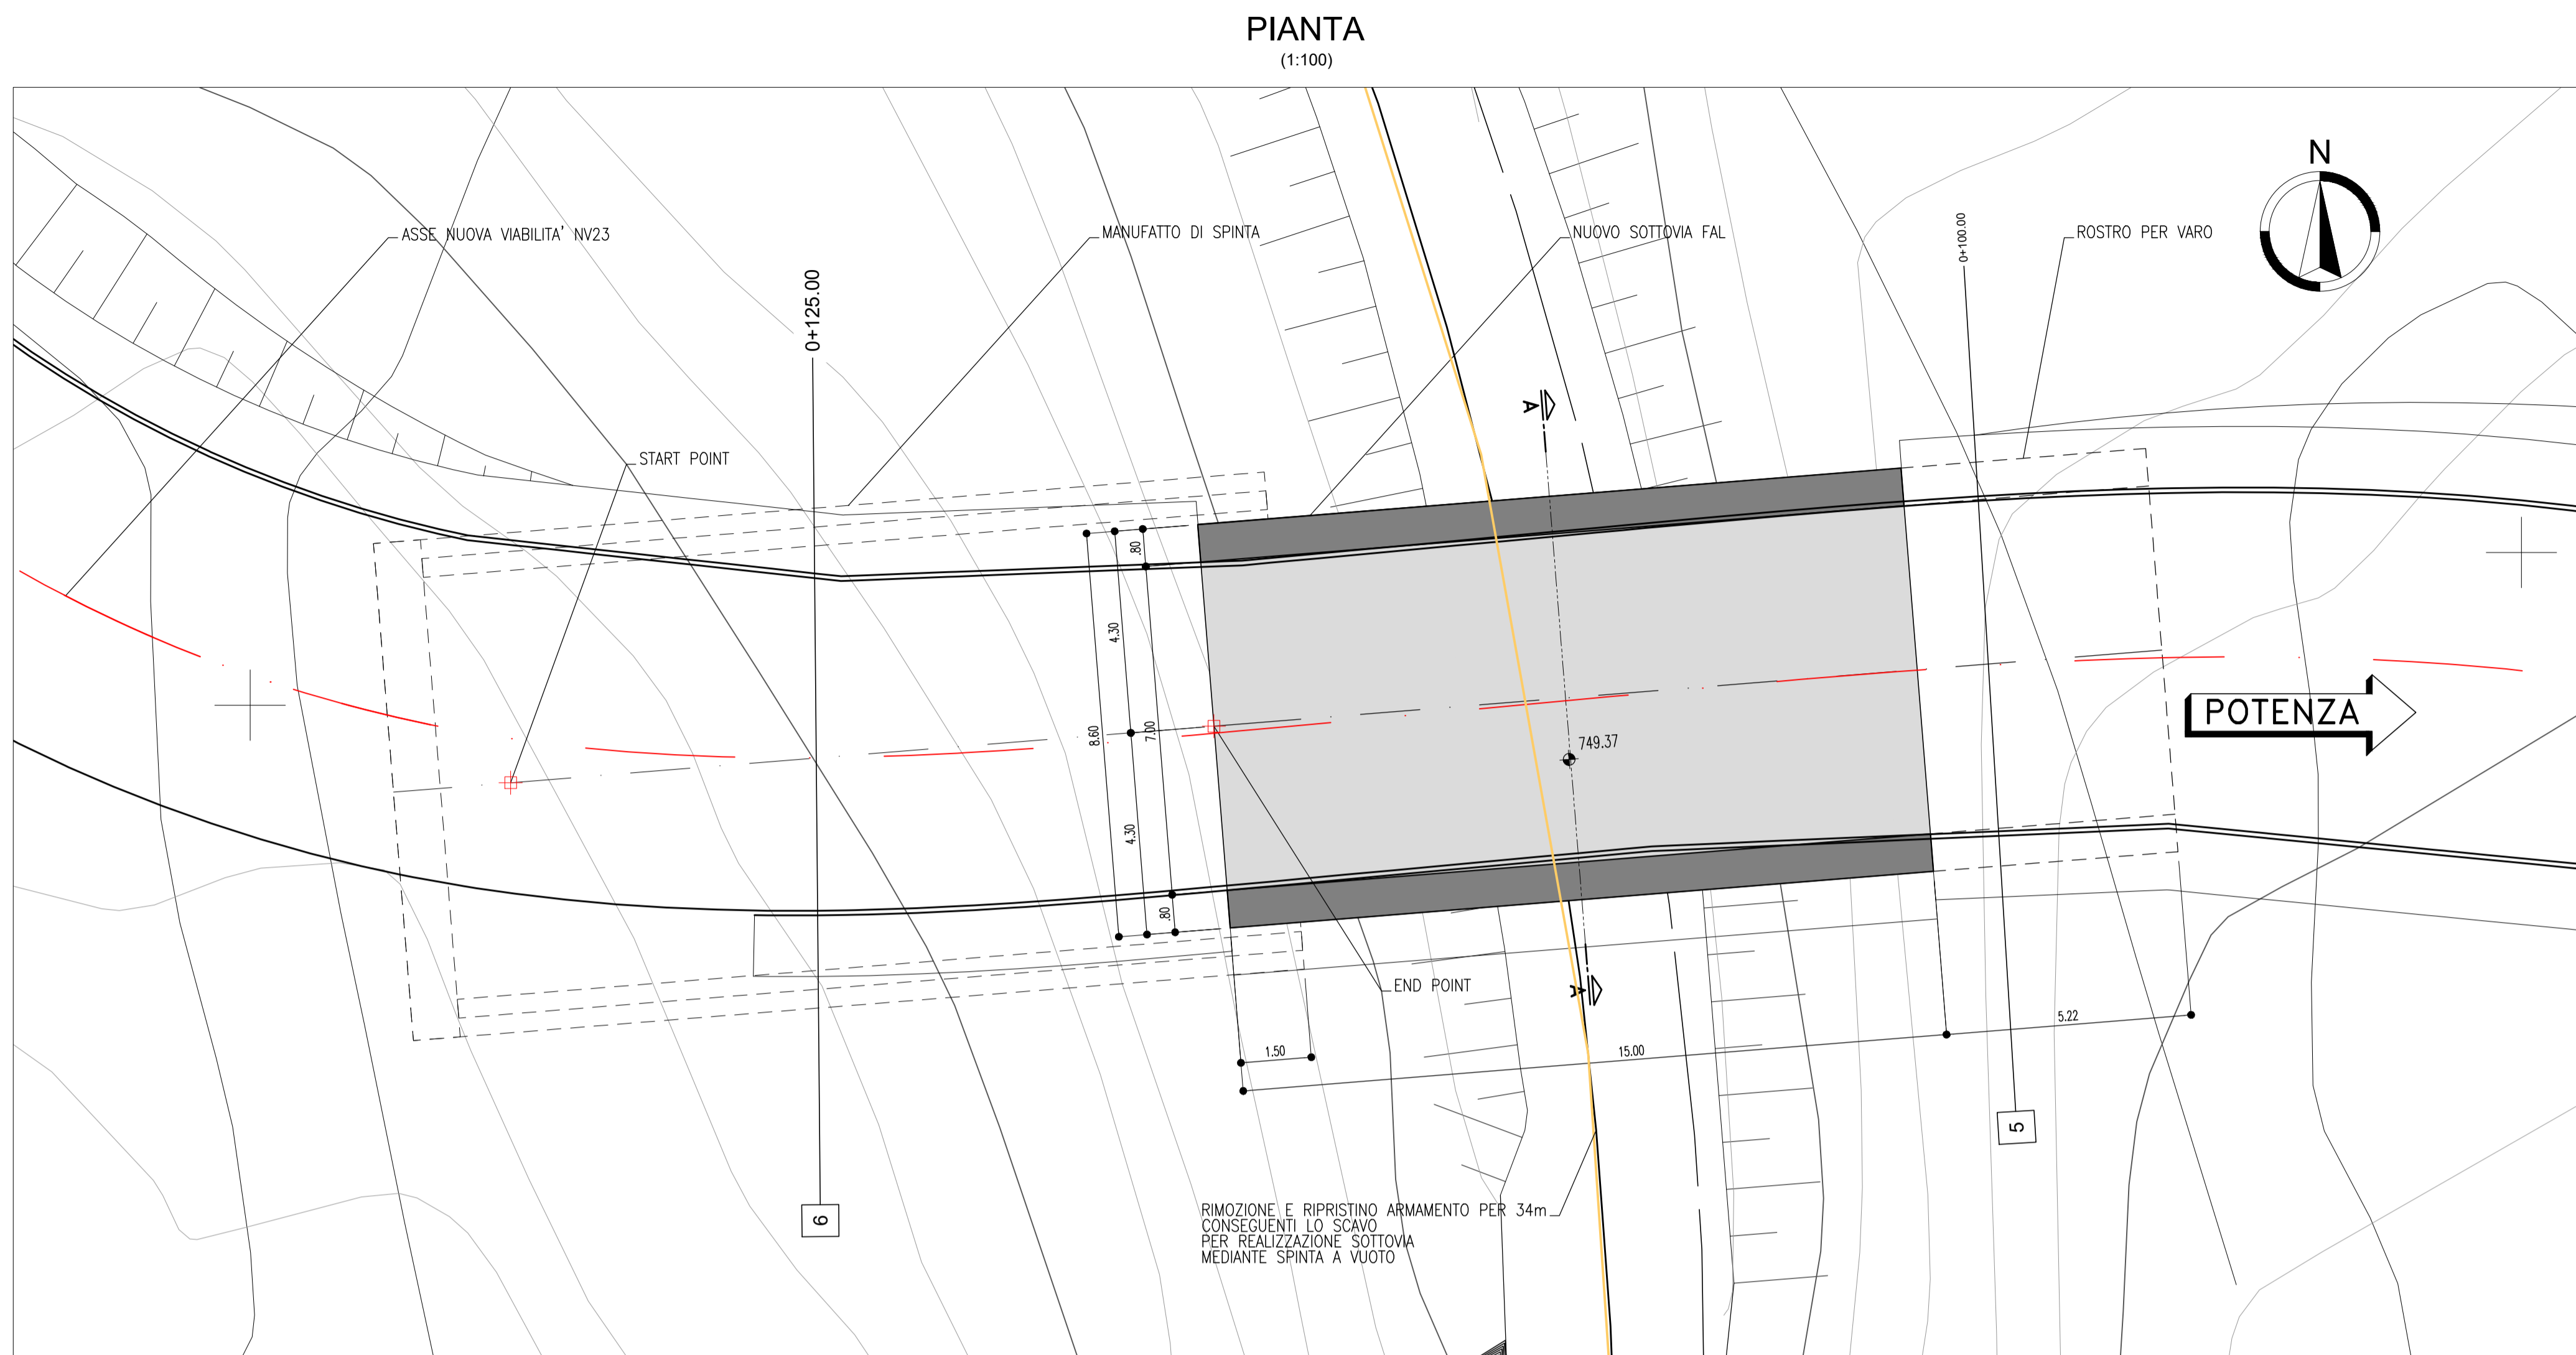 PIANTA
(1:100)
N
ASSE NUOVA VIABILITA' NV23
MANUFATTO DI SPINTA
NUOVO SOTTOVIA FAL
0+100.00
ROSTRO PER VARO
0+125.00
START POINT
A
.80
4.30
8.60
7.00
4.30
.80
749.37
POTENZA
END POINT
A
1.50
15.00
5.22
5
6
RIMOZIONE E RIPRISTINO ARMAMENTO PER 34m
CONSEGUENTI LO SCAVO
PER REALIZZAZIONE SOTTOVIA
MEDIANTE SPINTA A VUOTO